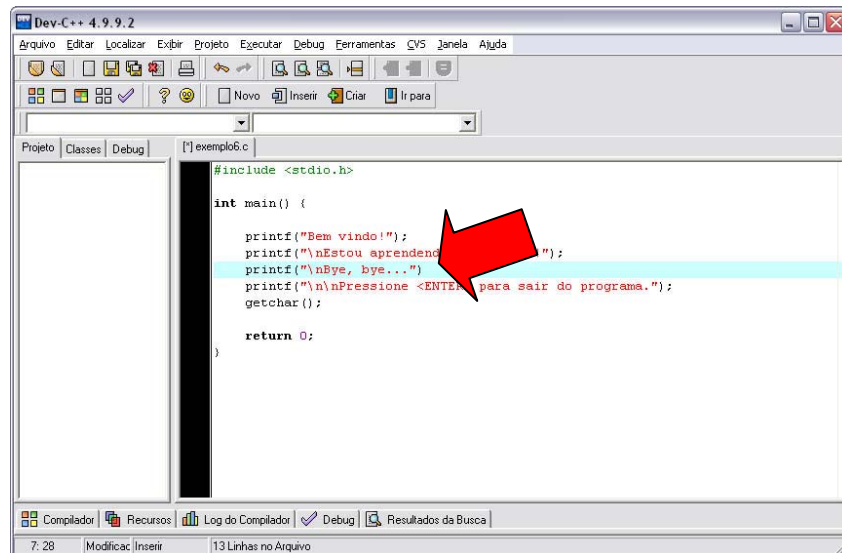 Dev-C++ 4.9.9.2
Arquivo Editar Localizar Exibir Projeto Executar Debug Ferramentas CVS Janela Ajuda
Novo Inserir Criar Ir para
Projeto Classes Debug [*] exemplo6.c
#include <stdio.h>
int main() {
printf("Bem vindo!");
printf("\nEstou aprendend !");
printf("\nBye, bye...")
printf("\n\nPressione <ENTER para sair do programa.");
getchar();
return 0;
}
Compilador Recursos Log do Compilador Debug Resultados da Busca
7: 28 Modificac Inserir 13 Linhas no Arquivo